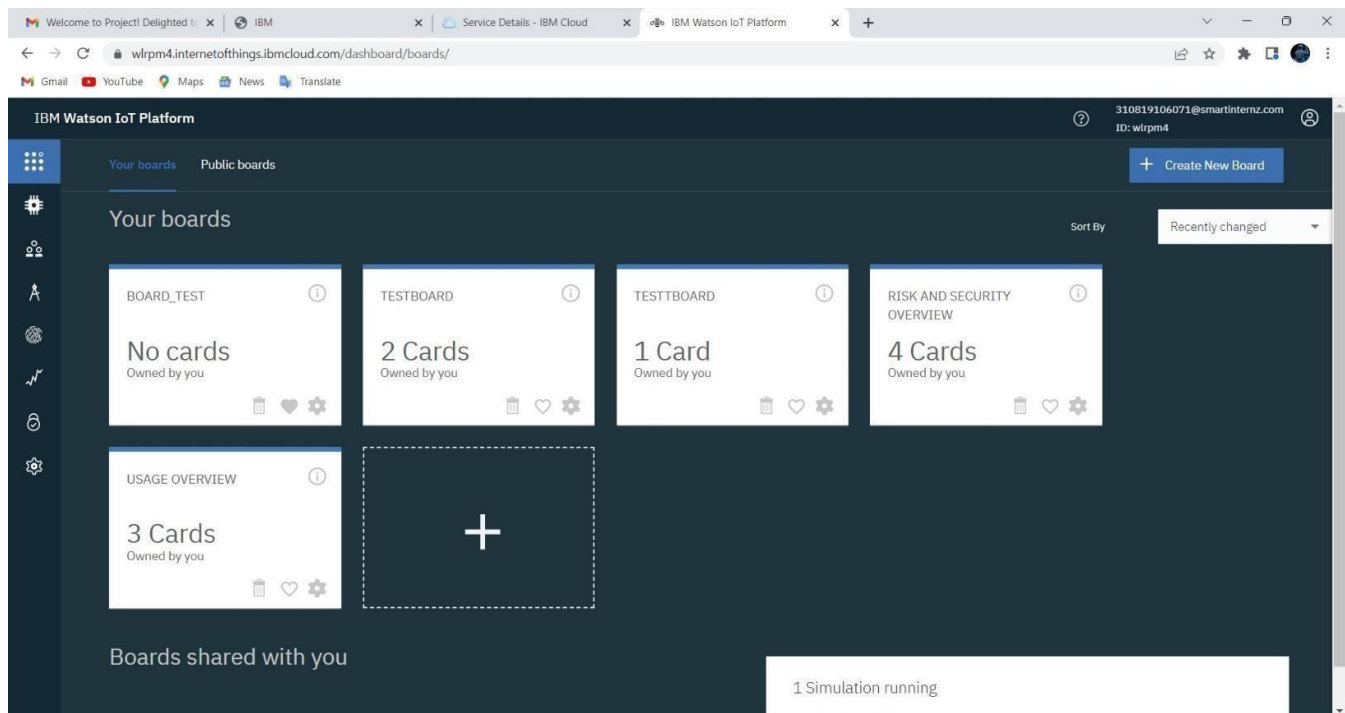 Welcome to Project! Delighted to
IBM
Service Details - IBM Cloud
IBM Watson IoT Platform
wlrpm4.internetofthings.ibmcloud.com/dashboard/boards/
Gmail YouTube Maps News Translate
IBM Watson IoT Platform
310819106071@smartinternz.com
ID: wlrpm4
Your boards Public boards
+ Create New Board
Your boards
Sort By Recently changed
BOARD_TEST
No cards
Owned by you
TESTBOARD
2 Cards
Owned by you
TESTTBOARD
1 Card
Owned by you
RISK AND SECURITY
OVERVIEW
4 Cards
Owned by you
USAGE OVERVIEW
3 Cards
Owned by you
Boards shared with you
1 Simulation running